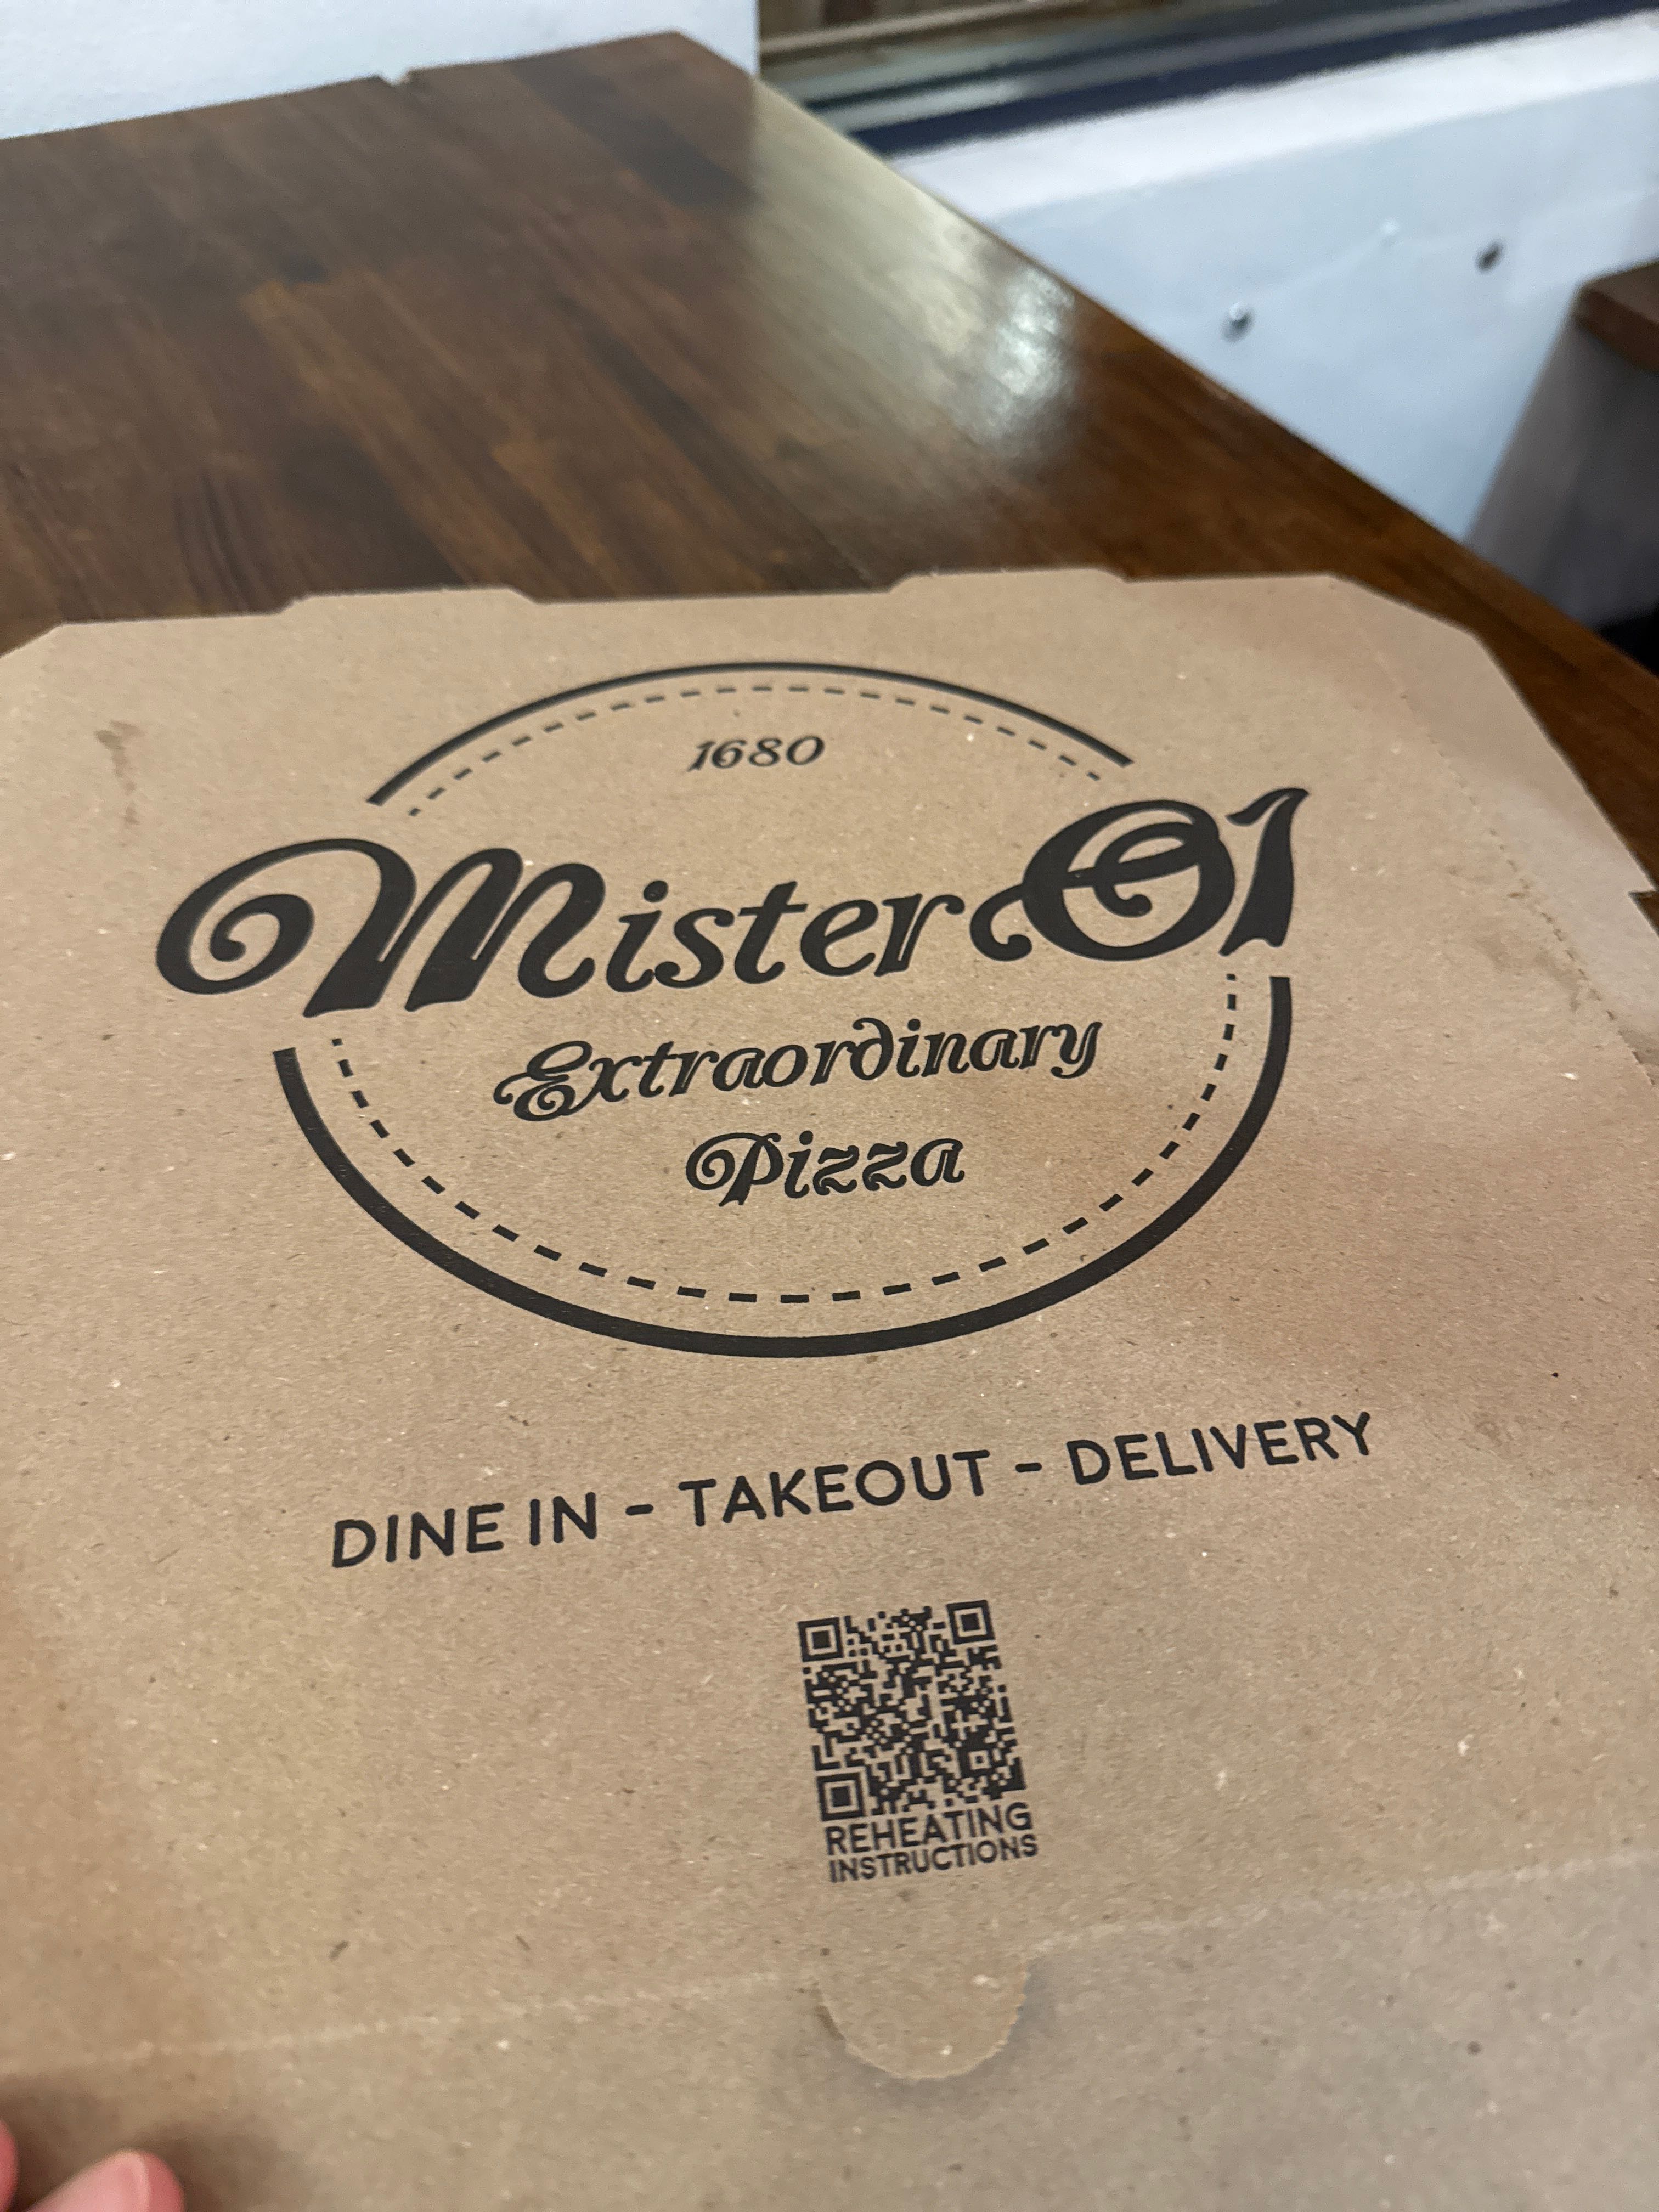 1680
Mister O1
Extraordinary
Pizza
DINE IN - TAKEOUT - DELIVERY
REHEATING
INSTRUCTIONS